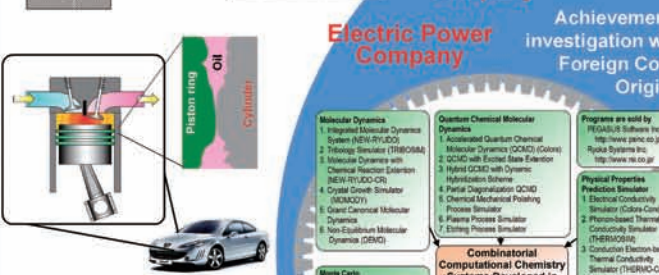 Electric Power
Company
Achievemen
investigation w
Foreign Co
Origi
Piston ring
Oil
Cylinder
Molecular Dynamics
1. Integrated Molecular Dynamics
System (NEW-RYUDO)
2. Tribology Simulator (TRIBOSIM)
3. Molecular Dynamics with
Chemical Reaction Extention
(NEW-RYUDO-CR)
4. Crystal Growth Simulator
(MOMODY)
5. Grand Canonical Molecular
Dynamics
6. Non-Equilibrium Molecular
Dynamics
Quantum Chemical Molecular
Dynamics
1. Accelerated Quantum Chemical
Molecular Dynamics (QCMD) (Colors)
2. QCMD with Excited State Extention
3. Hybrid QCMD with Dynamic
Hybridization Scheme
4. Partial Diagonalization QCMD
5. Chemical Mechanical Polishing
Process Simulator
6. Plasma Process Simulator
7. Etching Process Simulator
Programs are sold by
PEGASUS Software Inc
Ryoka Systems Inc
Physical Properties
Prediction Simulator
1. Electrical Conductivity
Simulator (Colors-Cond
2. Phonon-based Thermal
Conductivity Simulator
(THERMOSIM)
3. Conduction Electron-ba
Thermal Conductivity
Simulator (THERMO-C
Monte Carlo
Combinatorial
Computational Chemistry